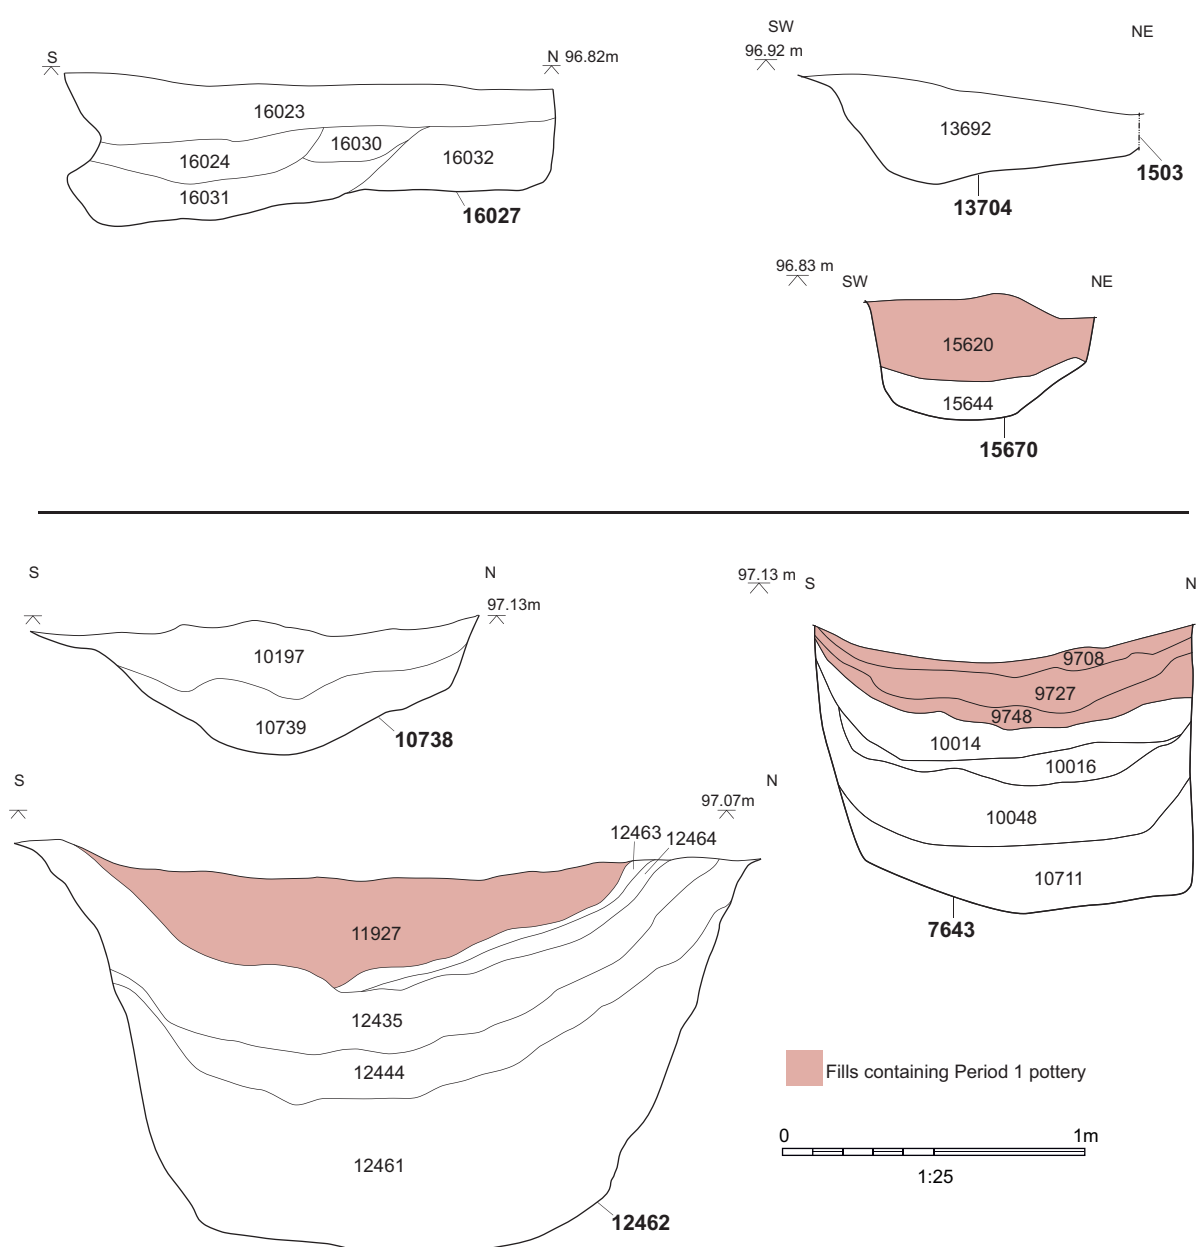 S
N 96.82m
16023
16024
16030
16032
16031
16027
SW
NE
96.92 m
13692
1503
13704
96.83 m
SW
NE
15620
15644
15670
S
N
97.13m
10197
10739
10738
97.13 m
S
N
9708
9727
9748
10014
10016
10048
10711
7643
S
N
97.07m
12463
12464
11927
12435
12444
12461
12462
Fills containing Period 1 pottery
0
1m
1:25